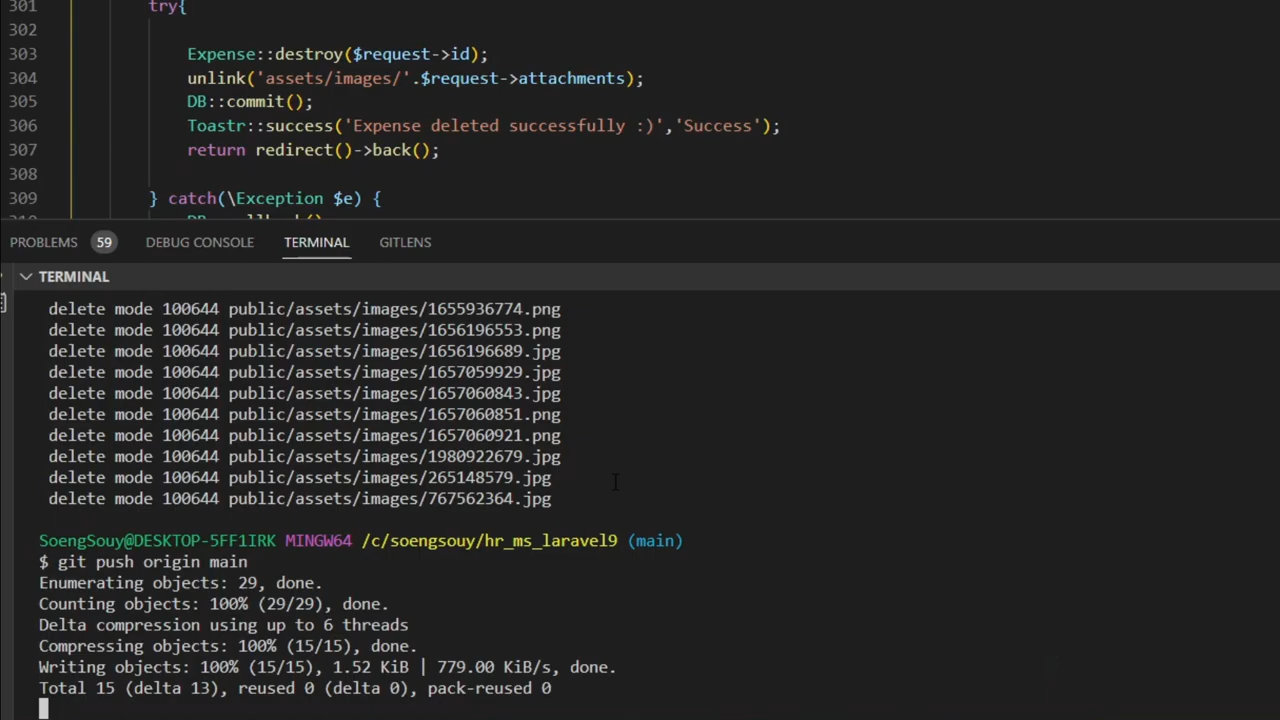 301 try{
302
303 Expense::destroy($request->id);
304 unlink('assets/images/'.$request->attachments);
305 DB::commit();
306 Toastr::success('Expense deleted successfully :)','Success');
307 return redirect()->back();
308
309 } catch(\Exception $e) {
PROBLEMS 59 DEBUG CONSOLE TERMINAL GITLENS
TERMINAL
delete mode 100644 public/assets/images/1655936774.png
delete mode 100644 public/assets/images/1656196553.png
delete mode 100644 public/assets/images/1656196689.jpg
delete mode 100644 public/assets/images/1657059929.jpg
delete mode 100644 public/assets/images/1657060843.jpg
delete mode 100644 public/assets/images/1657060851.png
delete mode 100644 public/assets/images/1657060921.png
delete mode 100644 public/assets/images/1980922679.jpg
delete mode 100644 public/assets/images/265148579.jpg
delete mode 100644 public/assets/images/767562364.jpg
SoengSouy@DESKTOP-5FF1IRK MINGW64 /c/soengsouy/hr_ms_laravel9 (main)
$ git push origin main
Enumerating objects: 29, done.
Counting objects: 100% (29/29), done.
Delta compression using up to 6 threads
Compressing objects: 100% (15/15), done.
Writing objects: 100% (15/15), 1.52 KiB | 779.00 KiB/s, done.
Total 15 (delta 13), reused 0 (delta 0), pack-reused 0